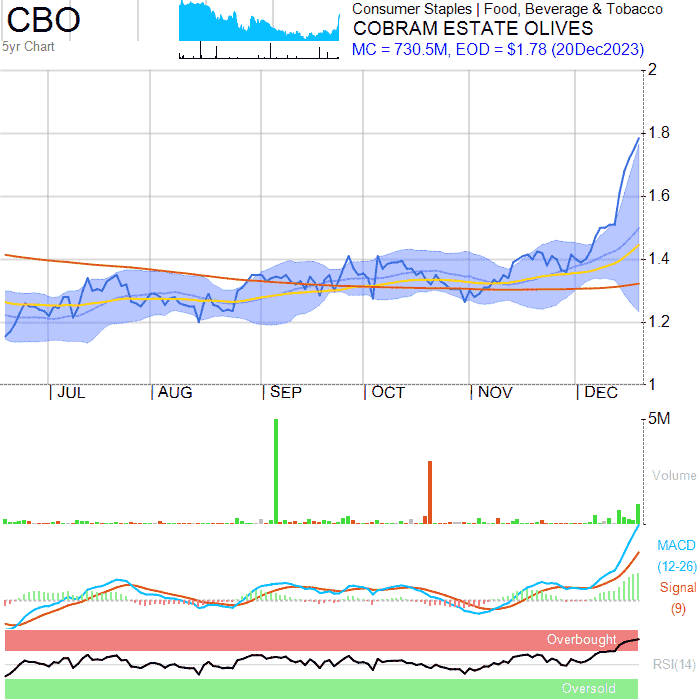 CBO
5yr Chart
Consumer Staples | Food, Beverage & Tobacco
COBRAM ESTATE OLIVES
MC = 730.5M, EOD = $1.78 (20Dec2023)
2
1.8
1.6
1.4
1.2
1
JUL AUG SEP OCT NOV DEC
5M
Volume
MACD
(12-26)
Signal
(9)
Overbought
RSI(14)
Oversold